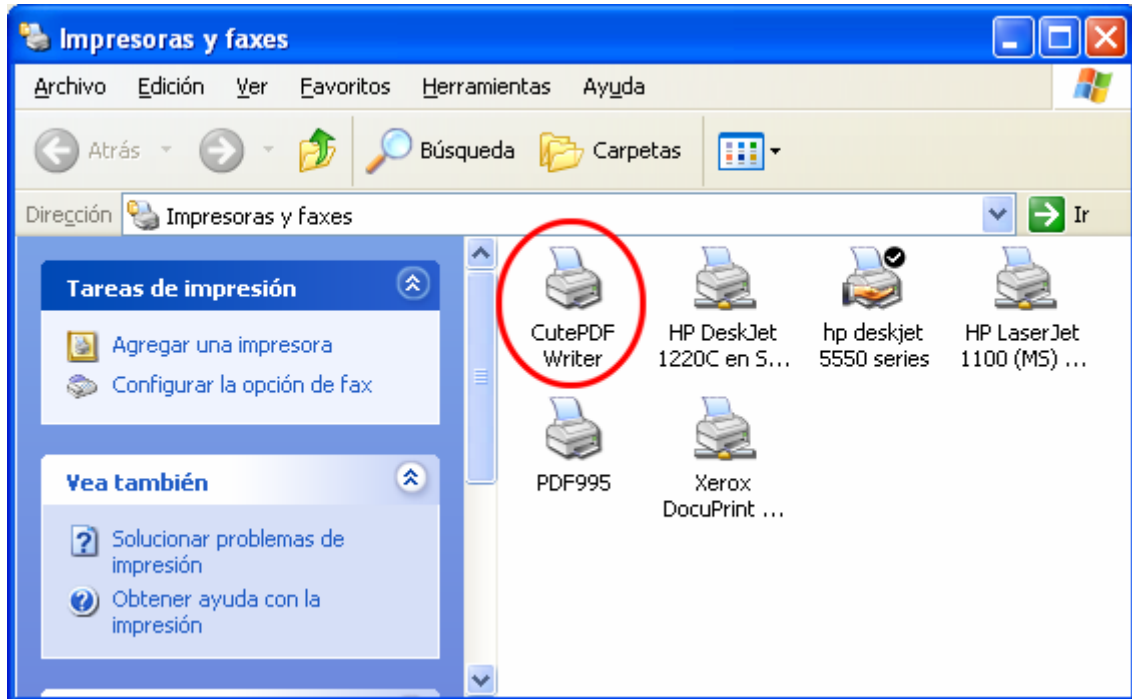 Impresoras y faxes
Archivo Edición Ver Favoritos Herramientas Ayuda
Atrás Búsqueda Carpetas
Dirección Impresoras y faxes Ir
Tareas de impresión
Agregar una impresora
Configurar la opción de fax
Vea también
Solucionar problemas de
impresión
Obtener ayuda con la
impresión
CutePDF
Writer
HP DeskJet
1220C en S...
hp deskjet
5550 series
HP LaserJet
1100 (MS) ...
PDF995
Xerox
DocuPrint ...